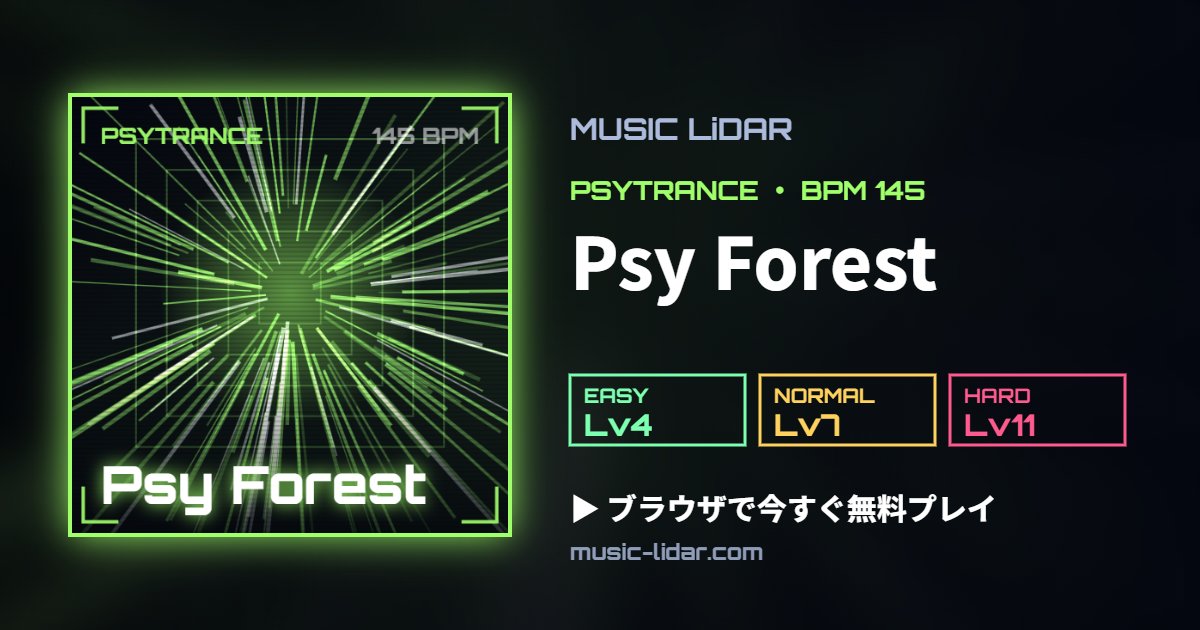 PSYTRANCE 145 BPM
Psy Forest
MUSIC LiDAR
PSYTRANCE・BPM 145
Psy Forest
EASY
Lv4
NORMAL
Lv7
HARD
Lv11
▶ ブラウザで今すぐ無料プレイ
music-lidar.com